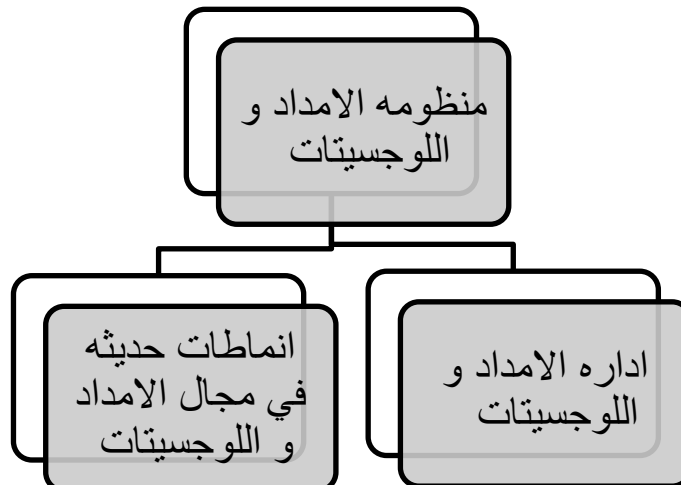 منظومه الامداد و
اللوجسيتات
اداره الامداد و
اللوجسيتات
انماطات حديثه
في مجال الامداد
و اللوجسيتات